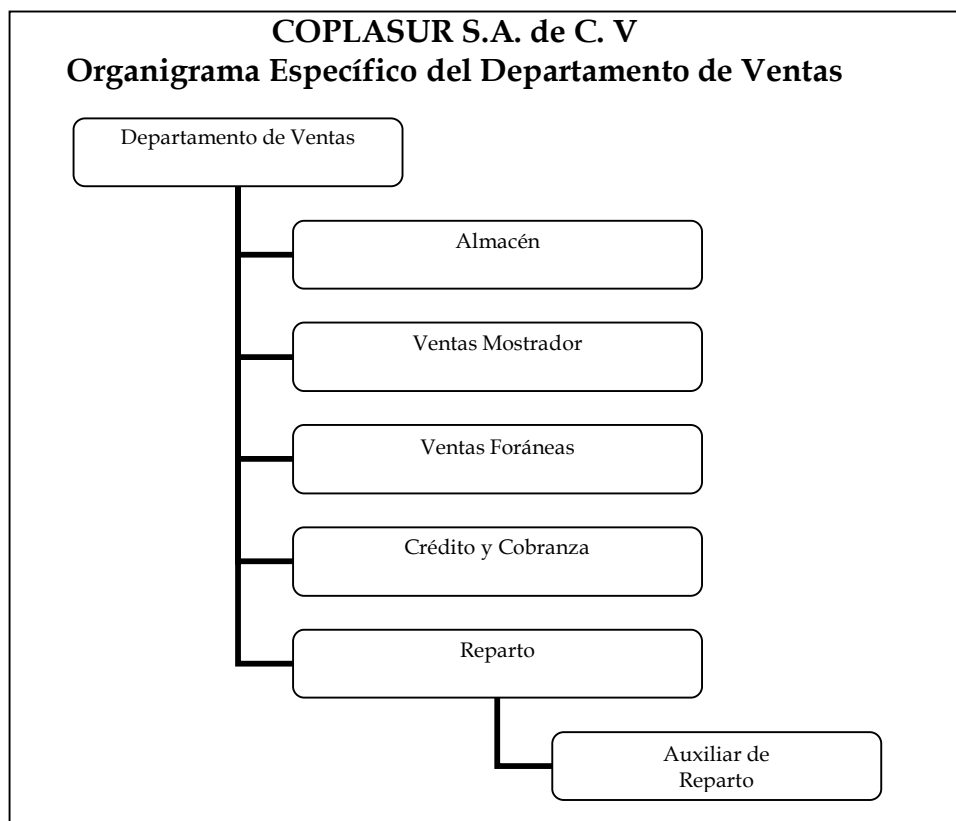 COPLASUR S.A. de C. V
Organigrama Específico del Departamento de Ventas
Departamento de Ventas
Almacén
Ventas Mostrador
Ventas Foráneas
Crédito y Cobranza
Reparto
Auxiliar de
Reparto